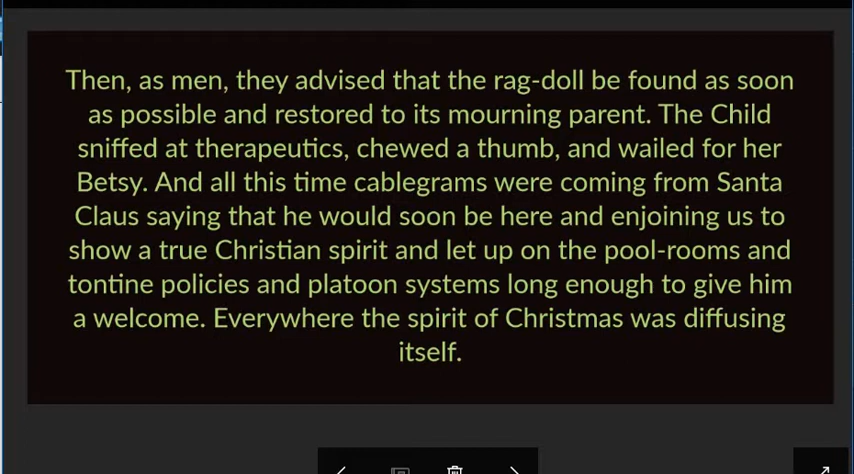 Then, as men, they advised that the rag-doll be found as soon
as possible and restored to its mourning parent. The Child
sniffed at therapeutics, chewed a thumb, and wailed for her
Betsy. And all this time cablegrams were coming from Santa
Claus saying that he would soon be here and enjoining us to
show a true Christian spirit and let up on the pool-rooms and
tontine policies and platoon systems long enough to give him
a welcome. Everywhere the spirit of Christmas was diffusing
itself.